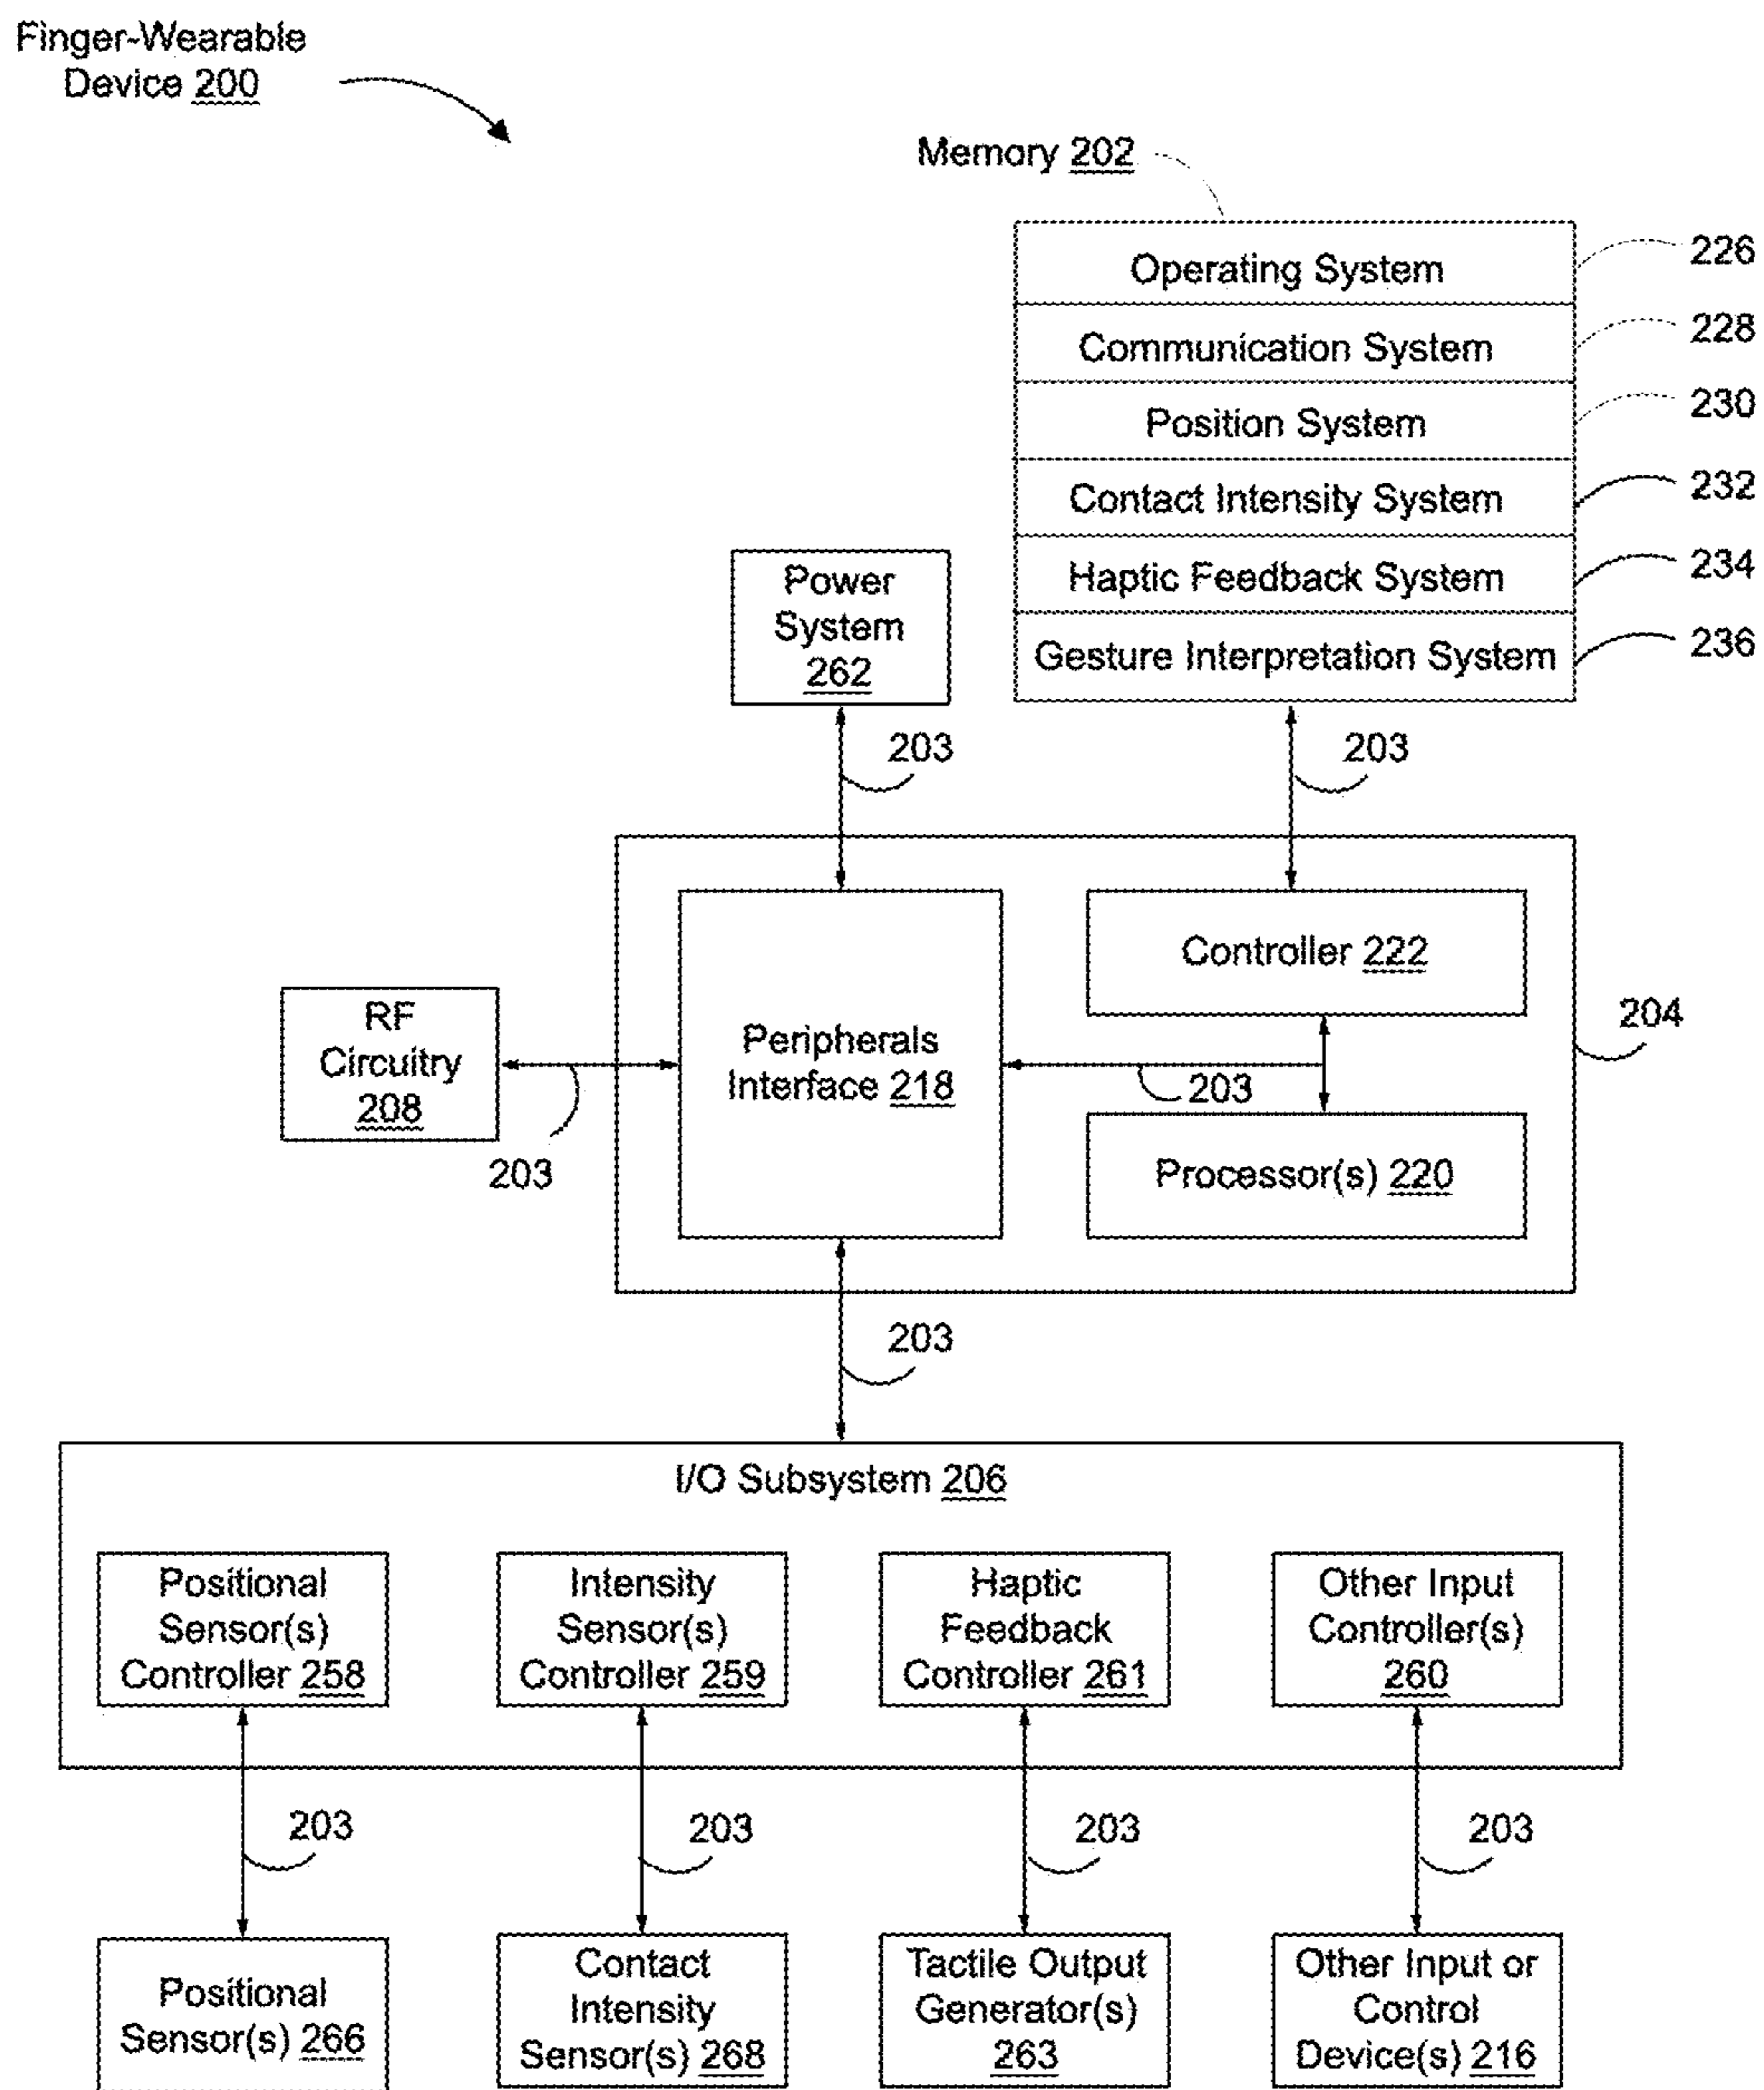 Finger-Wearable
Device 200
Memory 202
Operating System
226
Communication System
228
Position System
230
Contact Intensity System
232
Haptic Feedback System
234
Gesture Interpretation System
236
Power
System
262
203
203
Controller 222
RF
Circuitry
208
203
Peripherals
Interface 218
203
204
Processor(s) 220
203
I/O Subsystem 206
Positional
Sensor(s)
Controller 258
Intensity
Sensor(s)
Controller 259
Haptic
Feedback
Controller 261
Other Input
Controller(s)
260
203
203
203
203
Positional
Sensor(s) 266
Contact
Intensity
Sensor(s) 268
Tactile Output
Generator(s)
263
Other Input or
Control
Device(s) 216